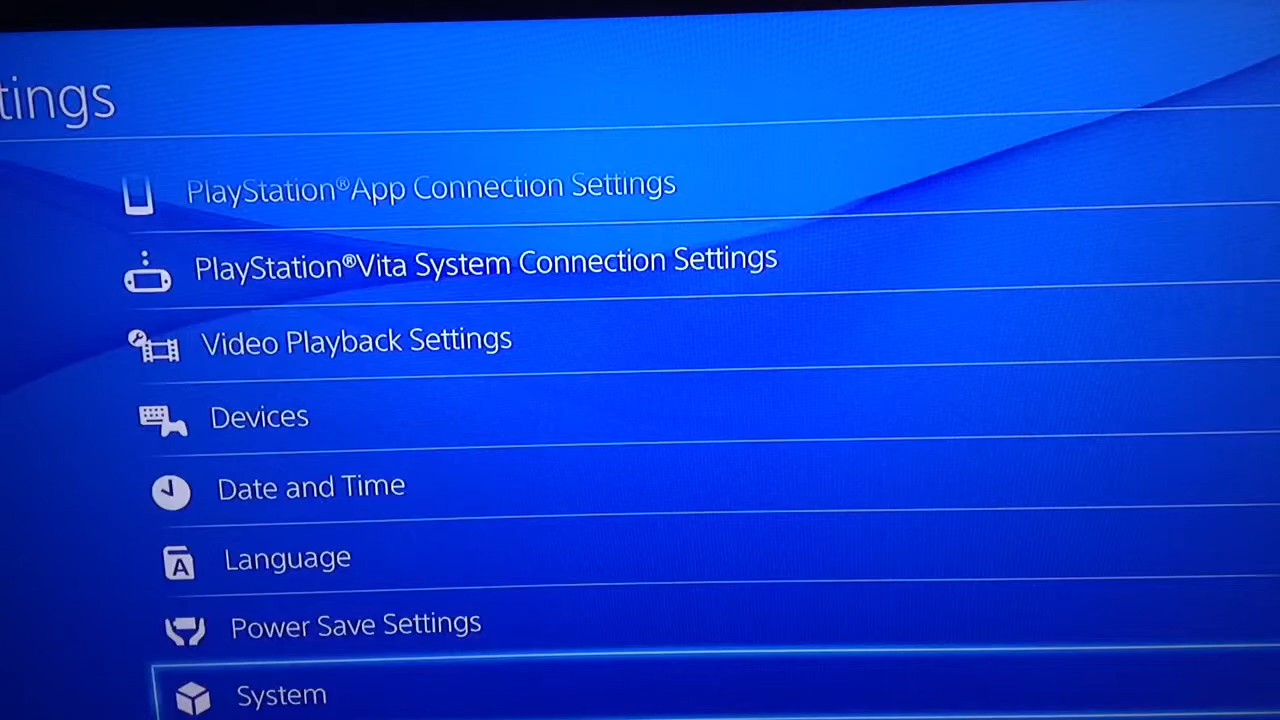 tings
PlayStation®App Connection Settings
PlayStation®Vita System Connection Settings
Video Playback Settings
Devices
Date and Time
A Language
Power Save Settings
System